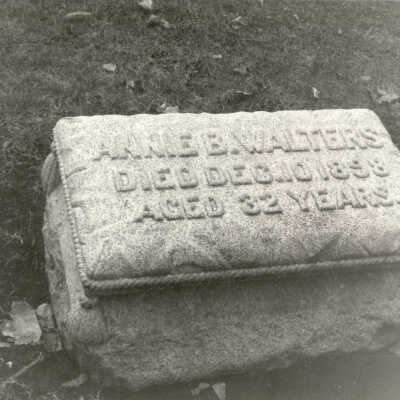 ANNIE B. WALTERS
DIED DEC. 10 1898
AGED 32 YEARS.